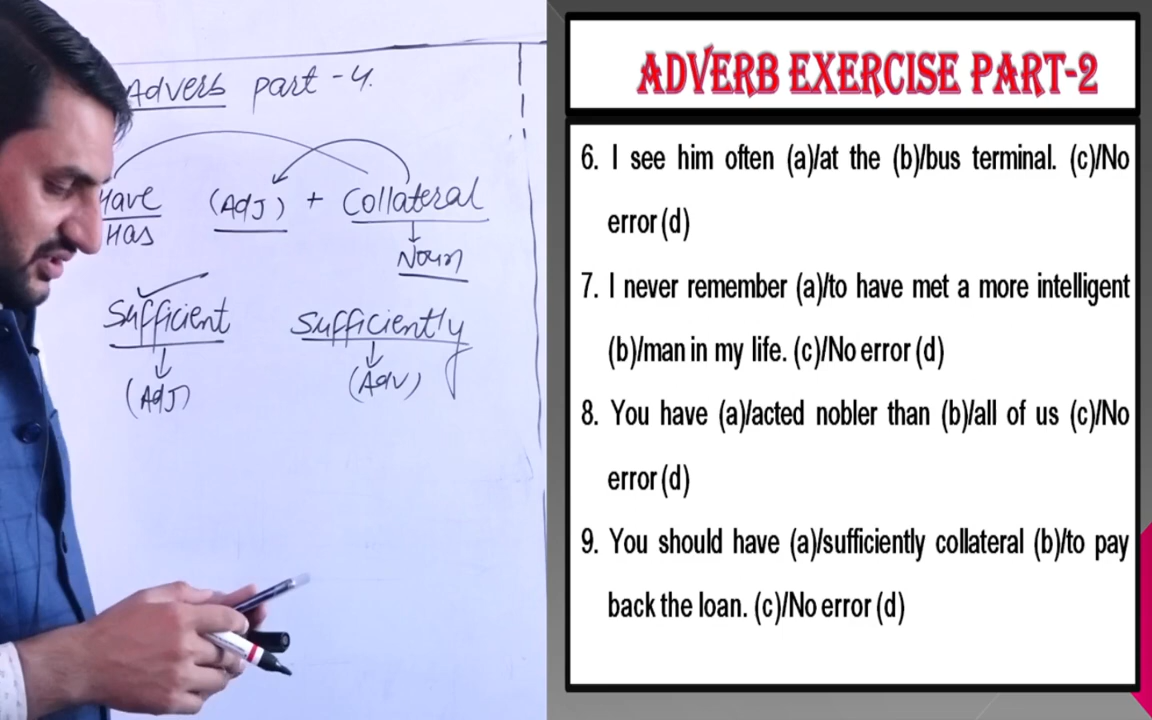 Adverb part - 4.
Have (Adj) + Collateral
Has
Noun
Sufficient Sufficiently
(Adj) (Adv)
ADVERB EXERCISE PART-2
6. I see him often (a)/at the (b)/bus terminal. (c)/No
error (d)
7. I never remember (a)/to have met a more intelligent
(b)/man in my life. (c)/No error (d)
8. You have (a)/acted nobler than (b)/all of us (c)/No
error (d)
9. You should have (a)/sufficiently collateral (b)/to pay
back the loan. (c)/No error (d)